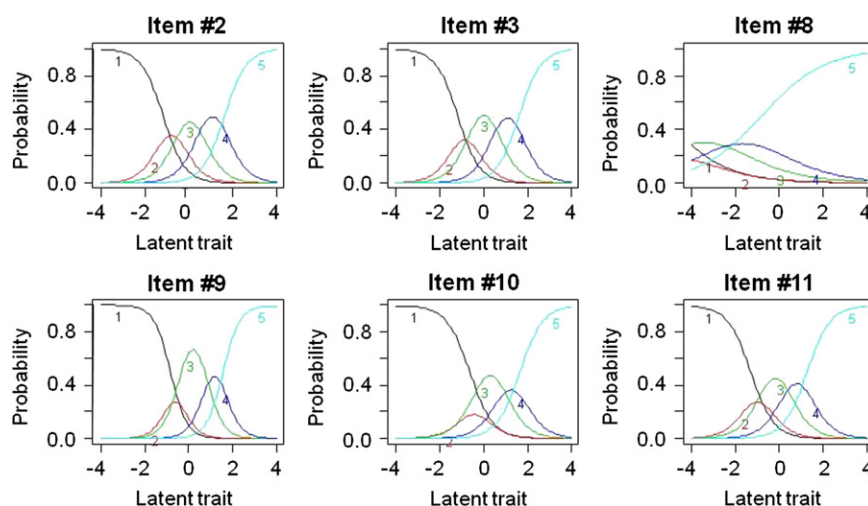 Item #2
Item #3
Item #8
Probability
0.8
0.4
0.0
1
2
3
4
5
-4 -2 0 2 4
Latent trait
Probability
0.8
0.4
0.0
1
2
3
4
5
-4 -2 0 2 4
Latent trait
Probability
0.8
0.4
0.0
1
2
3
4
5
-4 -2 0 2 4
Latent trait
Item #9
Item #10
Item #11
Probability
0.8
0.4
0.0
1
2
3
4
5
-4 -2 0 2 4
Latent trait
Probability
0.8
0.4
0.0
1
2
3
4
5
-4 -2 0 2 4
Latent trait
Probability
0.8
0.4
0.0
1
2
3
4
5
-4 -2 0 2 4
Latent trait